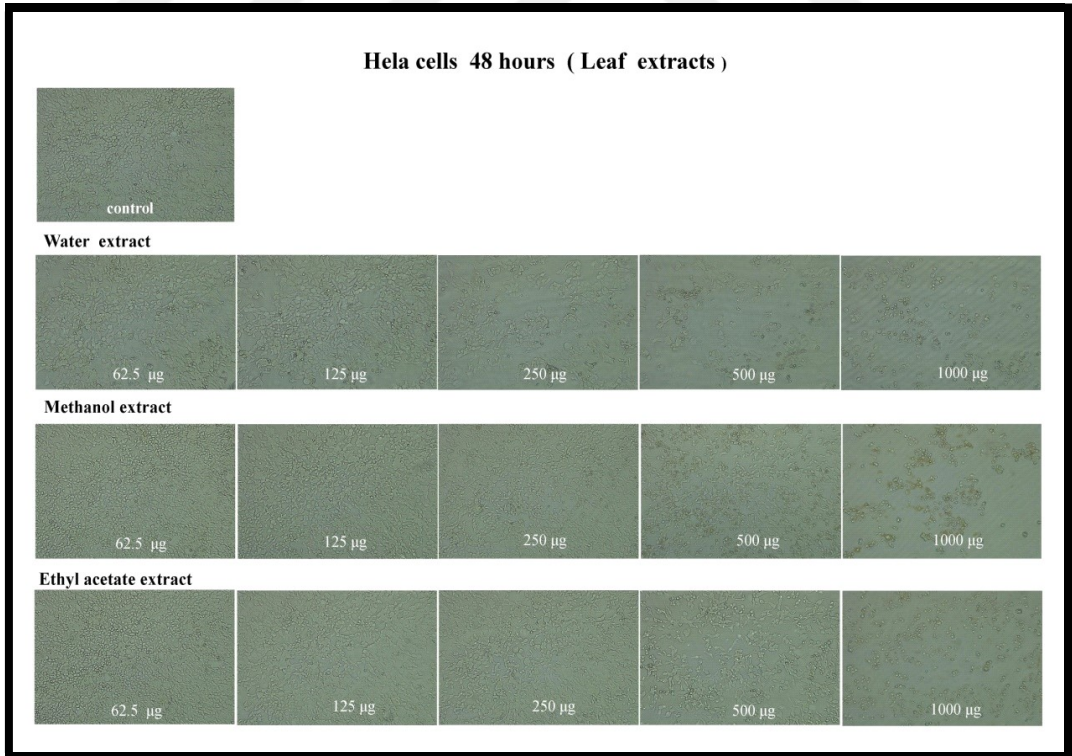 Hela cells 48 hours ( Leaf extracts )
control
Water extract
62.5 µg 125 µg 250 µg 500 µg 1000 µg
Methanol extract
62.5 µg 125 µg 250 µg 500 µg 1000 µg
Ethyl acetate extract
62.5 µg 125 µg 250 µg 500 µg 1000 µg